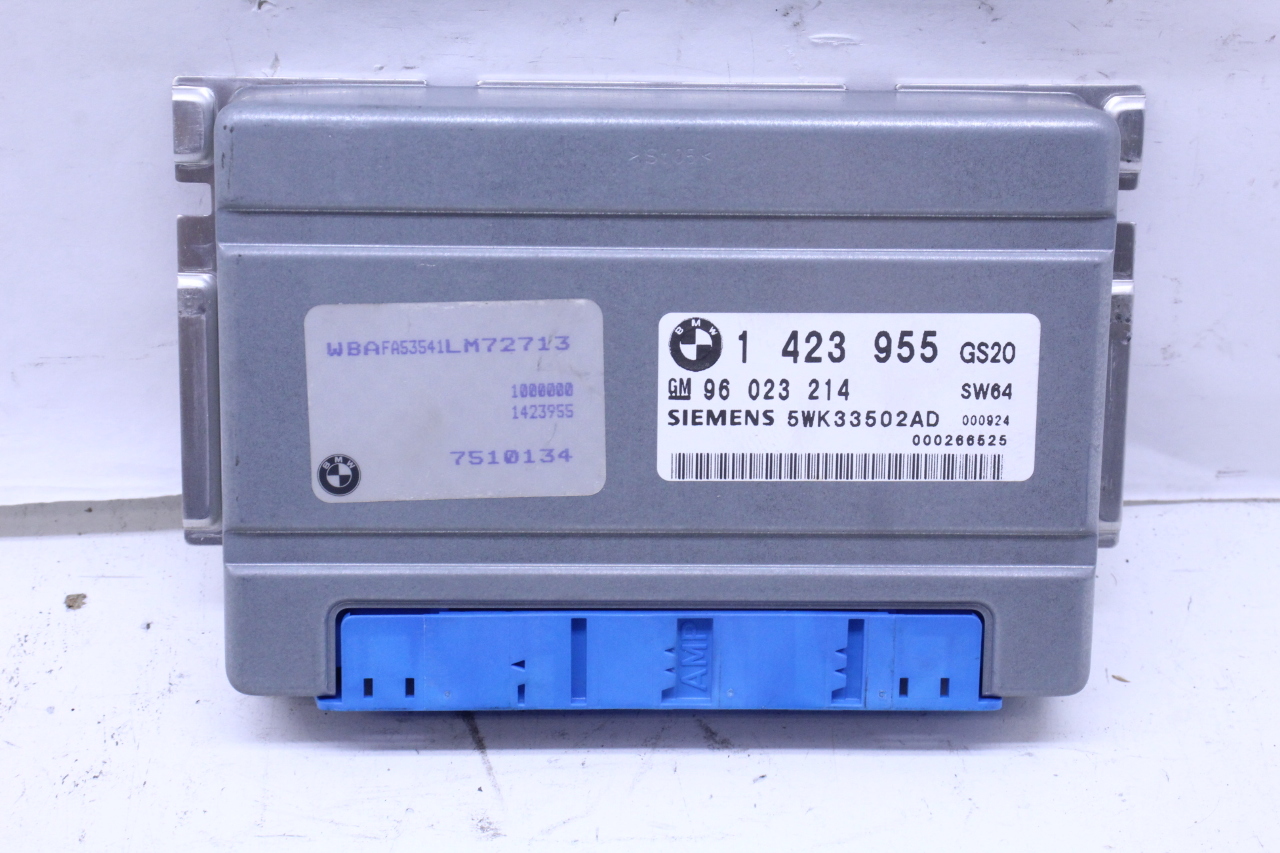 WBAFA53541LM72713
1000000
1423955
7510134
BMW
BMW 1 423 955 GS20
GM 96 023 214 SW64
SIEMENS 5WK33502AD 000924
000266525
AMP